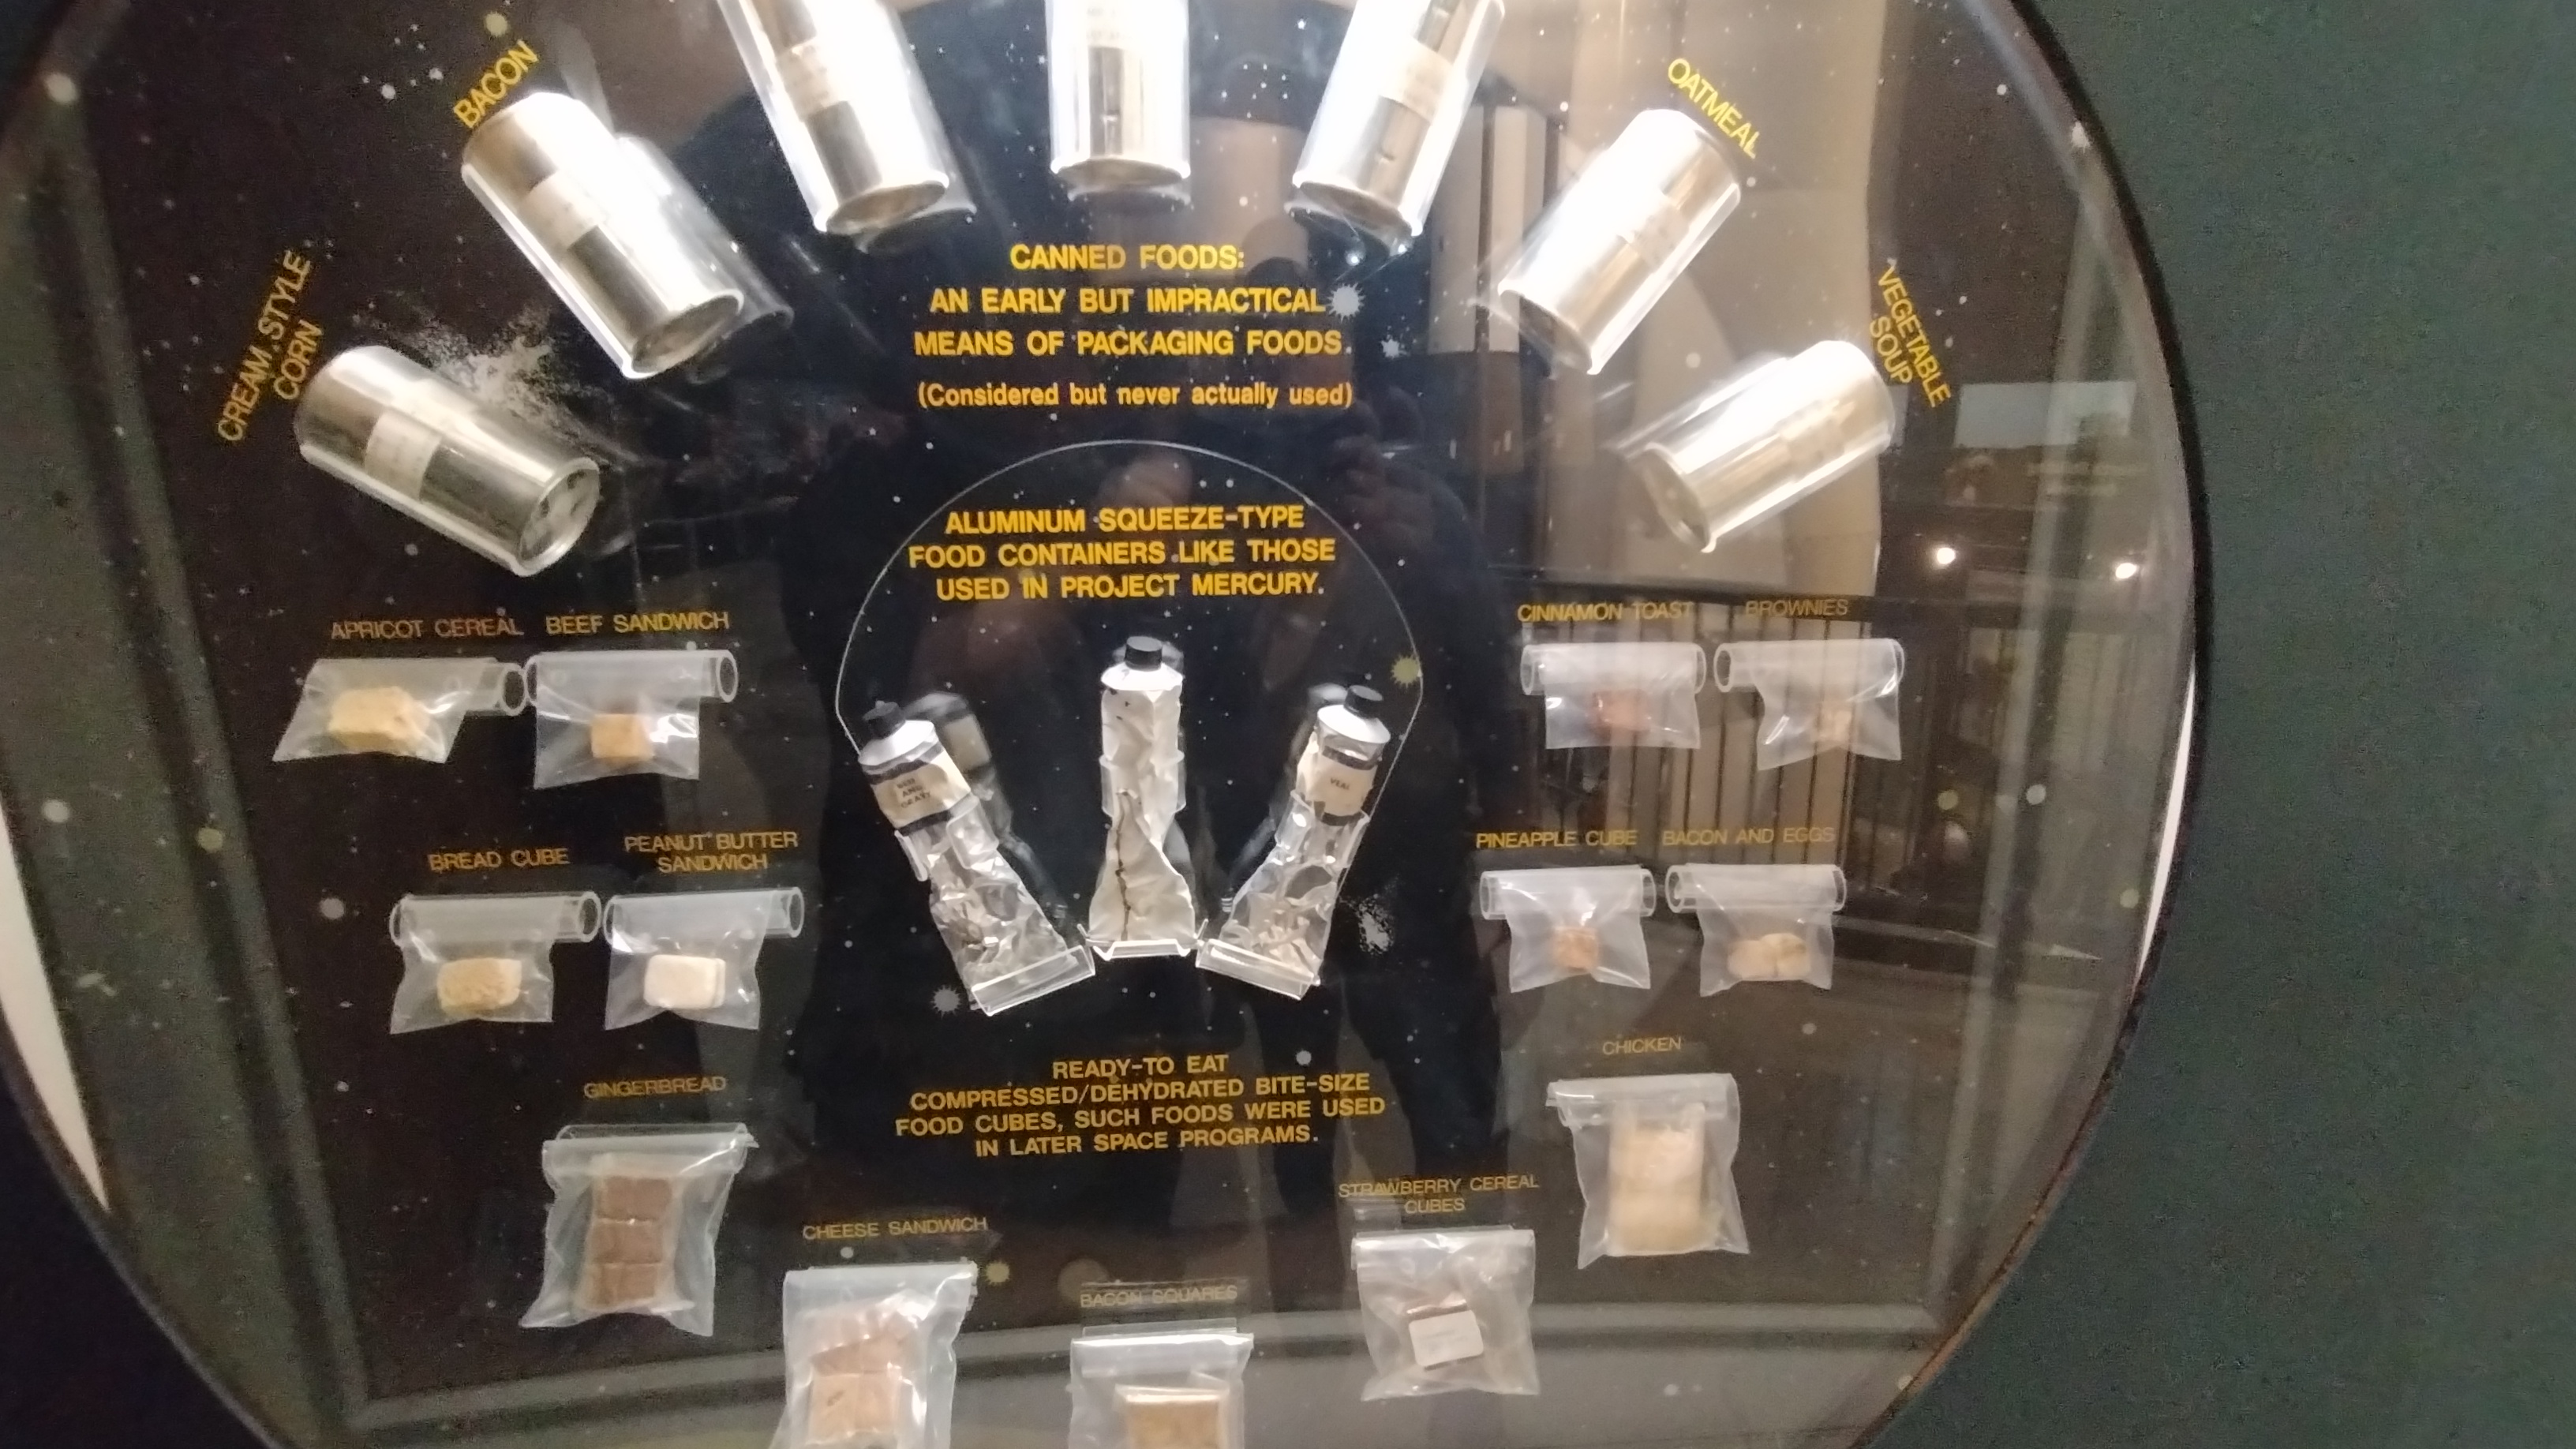 BACON
OATMEAL
CREAM STYLE
CORN
VEGETABLE
SOUP
CANNED FOODS:
AN EARLY BUT IMPRACTICAL
MEANS OF PACKAGING FOODS.
(Considered but never actually used)
ALUMINUM SQUEEZE-TYPE
FOOD CONTAINERS LIKE THOSE
USED IN PROJECT MERCURY.
APRICOT CEREAL
BEEF SANDWICH
CINNAMON TOAST
BROWNIES
AND
VEAL
BREAD CUBE
PEANUT BUTTER
SANDWICH
PINEAPPLE CUBE
BACON AND EGGS
GINGERBREAD
CHICKEN
READY-TO EAT
COMPRESSED/DEHYDRATED BITE-SIZE
FOOD CUBES, SUCH FOODS WERE USED
IN LATER SPACE PROGRAMS.
CHEESE SANDWICH
STRAWBERRY CEREAL
CUBES
BACON SQUARES